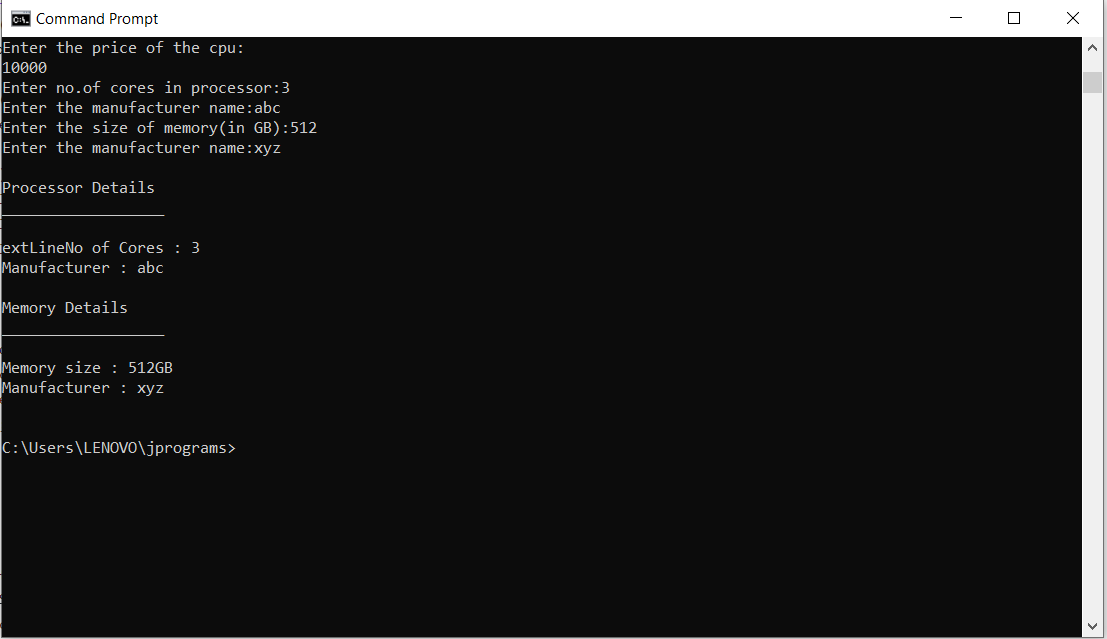 Command Prompt
Enter the price of the cpu:
10000
Enter no.of cores in processor:3
Enter the manufacturer name:abc
Enter the size of memory(in GB):512
Enter the manufacturer name:xyz
Processor Details
__________________
extLineNo of Cores : 3
Manufacturer : abc
Memory Details
__________________
Memory size : 512GB
Manufacturer : xyz
C:\Users\LENOVO\jprograms>